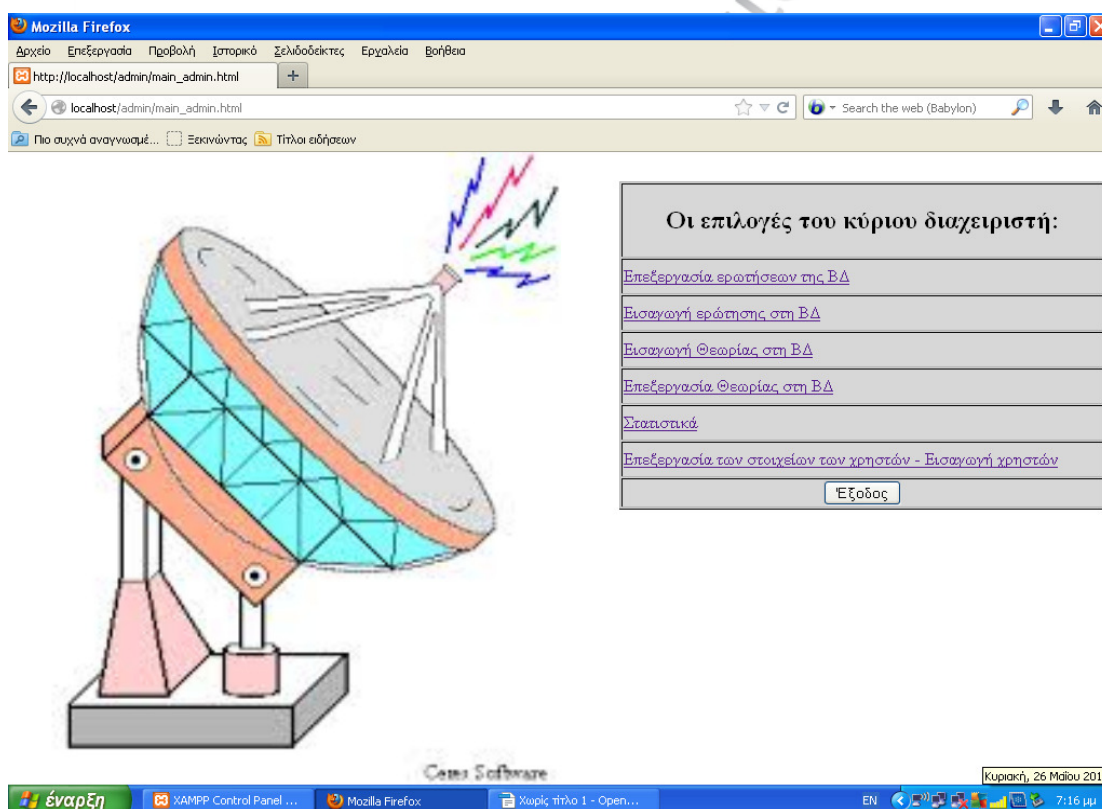 Mozilla Firefox
Αρχείο Επεξεργασία Προβολή Ιστορικό Σελιδοδείκτες Εργαλεία Βοήθεια
http://localhost/admin/main_admin.html
localhost/admin/main_admin.html Search the web (Babylon)
Πιο συχνά αναγνωσμέ... Ξεκινώντας Τίτλοι ειδήσεων
Οι επιλογές του κύριου διαχειριστή:
Επεξεργασία ερωτήσεων της ΒΔ
Εισαγωγή ερώτησης στη ΒΔ
Εισαγωγή Θεωρίας στη ΒΔ
Επεξεργασία Θεωρίας στη ΒΔ
Στατιστικά
Επεξεργασία των στοιχείων των χρηστών - Εισαγωγή χρηστών
Έξοδος
Software
Κυριακή, 26 Μαΐου 201
έναρξη XAMPP Control Panel ... Mozilla Firefox Χωρίς τίτλο 1 - Open... EN 7:16 μμ